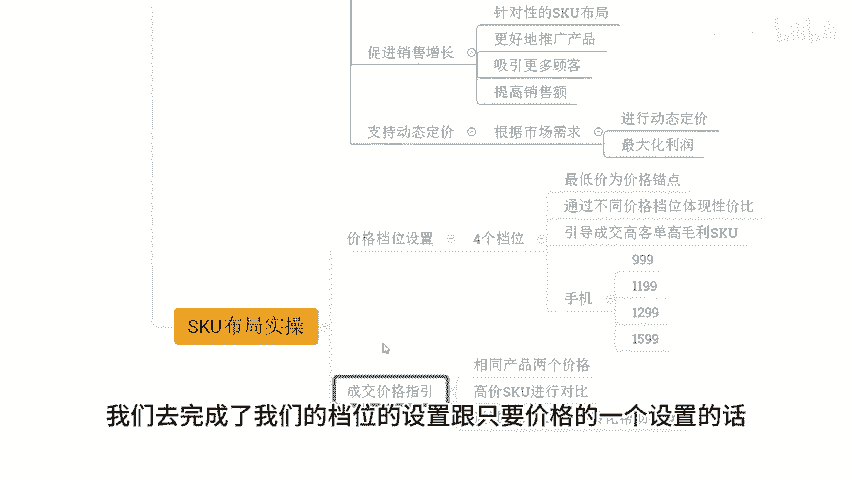 针对性的SKU布局
促进销售增长
更好地推广产品
吸引更多顾客
提高销售额
支持动态定价
根据市场需求
进行动态定价
最大化利润
最低价为价格锚点
通过不同价格档位体现性价比
价格档位设置
4个档位
引导成交高客单高毛利SKU
手机
999
1199
1299
1599
SKU布局实操
成交价格指引
相同产品两个价格
高价SKU进行对比
我们去完成了我们的档位的设置跟只要价格的一个设置的话